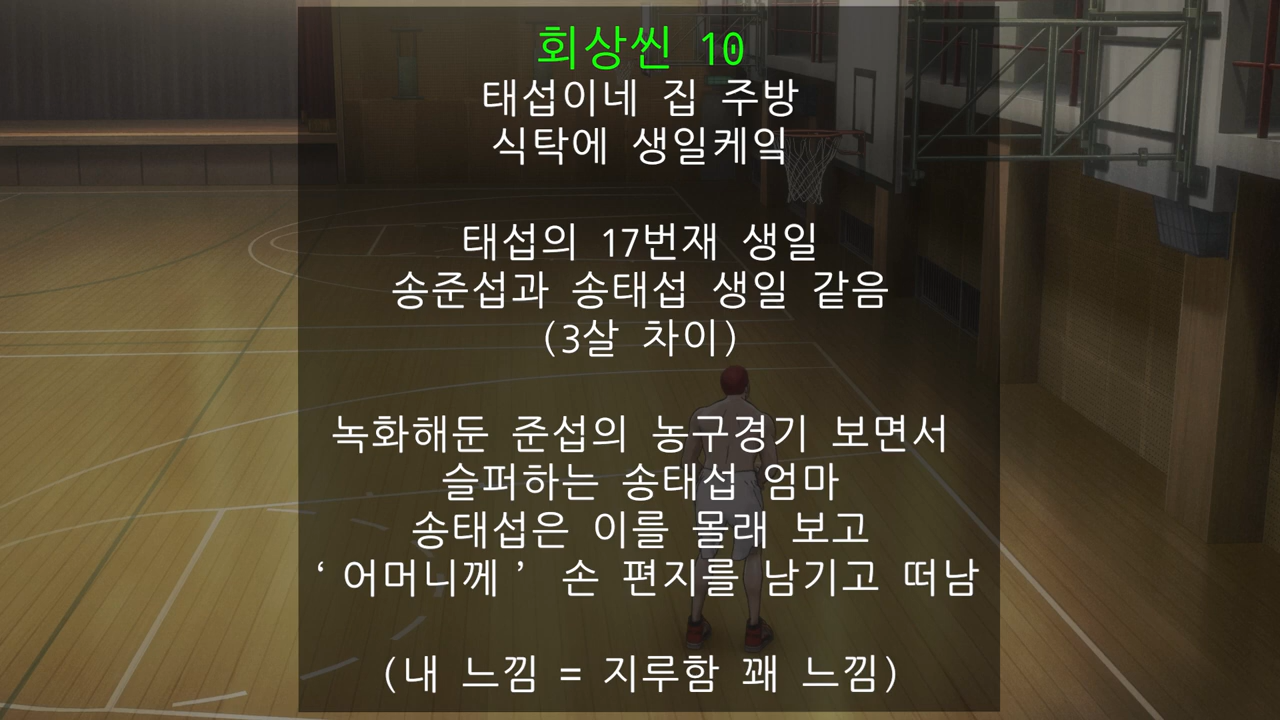 회상씬 10
태섭이네 집 주방
식탁에 생일케잌
태섭의 17번재 생일
송준섭과 송태섭 생일 같음
(3살 차이)
녹화해둔 준섭의 농구경기 보면서
슬퍼하는 송태섭 엄마
송태섭은 이를 몰래 보고
‘어머니께’ 손 편지를 남기고 떠남
(내 느낌 = 지루함 꽤 느낌)